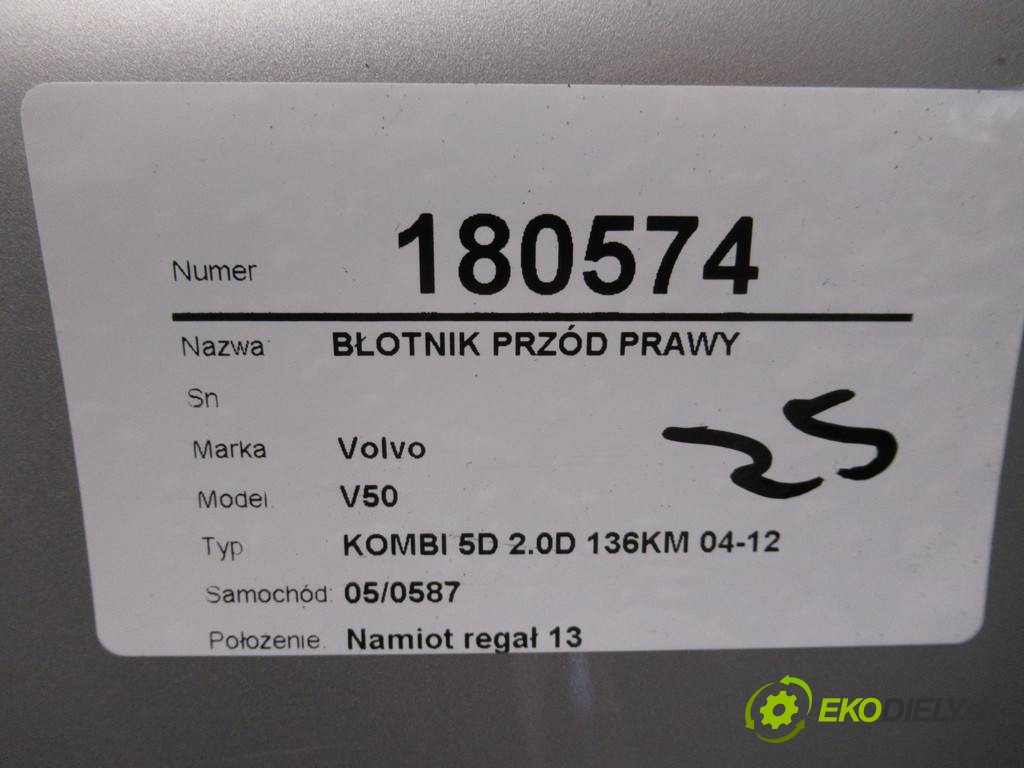 Numer 180574
Nazwa BŁOTNIK PRZÓD PRAWY
Sn
Marka Volvo
Model V50
Typ KOMBI 5D 2.0D 136KM 04-12
Samochód: 05/0587
Położenie. Namiot regał 13
25
EKODIELY.sk